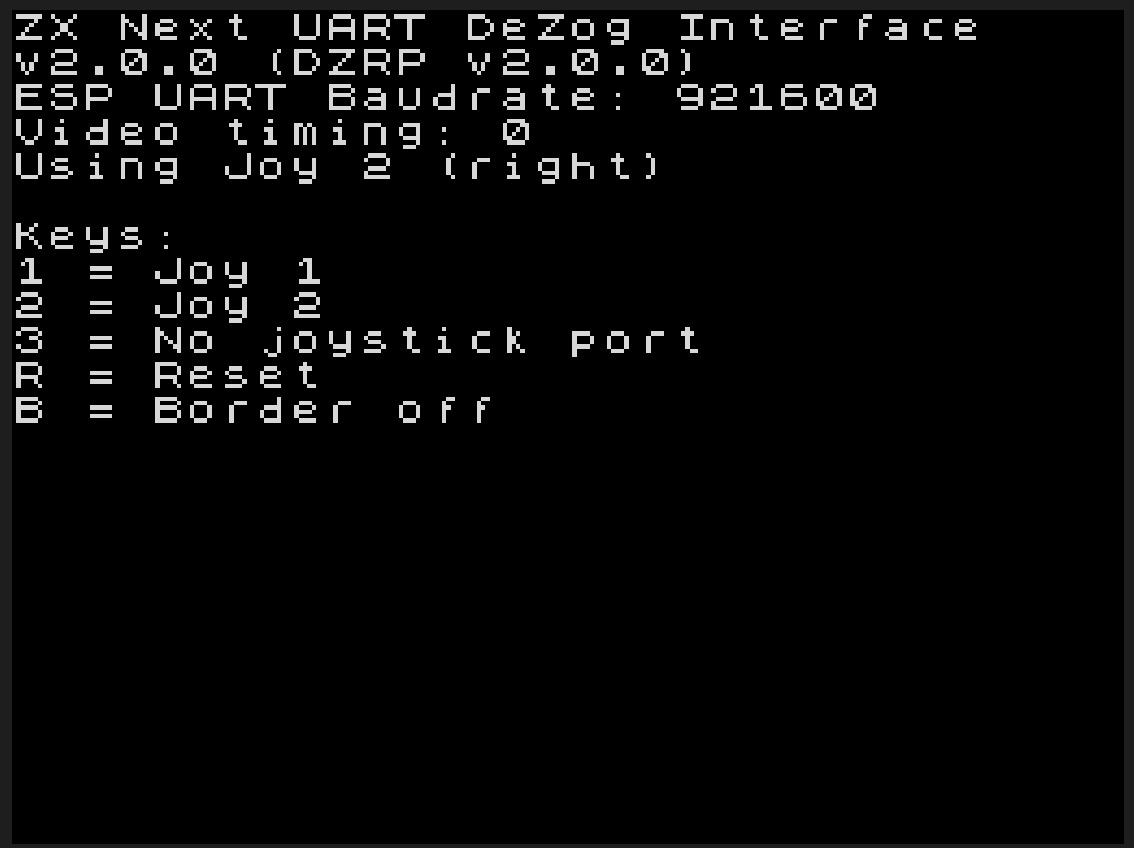 ZX Next UART DeZog Interface
v2.0.0 (DZRP v2.0.0)
ESP UART Baudrate: 921600
Video timing: 0
Using Joy 2 (right)
Keys:
1 = Joy 1
2 = Joy 2
3 = No joystick port
R = Reset
B = Border off